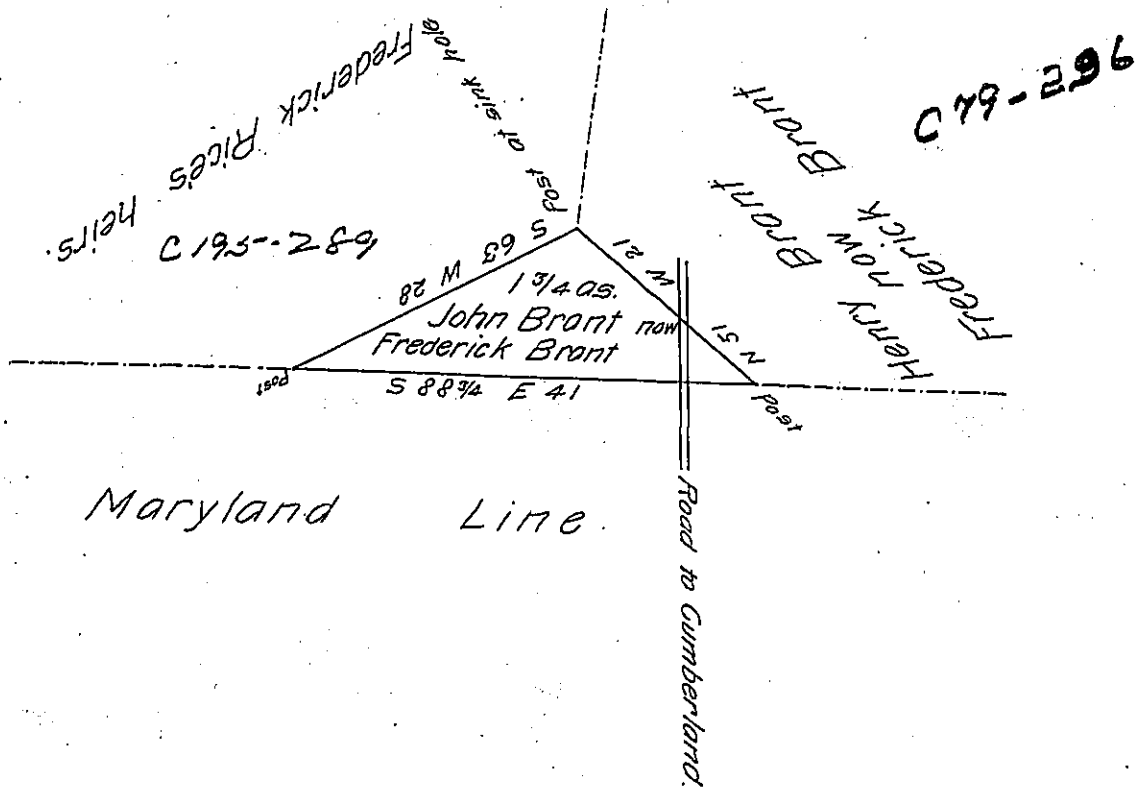 Frederick Rice's heirs.
C 195-289
Post at sink hole
C 79-296
Henry Brant
now
Frederick Brant
S 63 W 28
N 51 W 21
1 3/4 as.
John Brant now
Frederick Brant
Post
S 88 3/4 E 41
Post
Maryland Line.
Road to Cumberland.